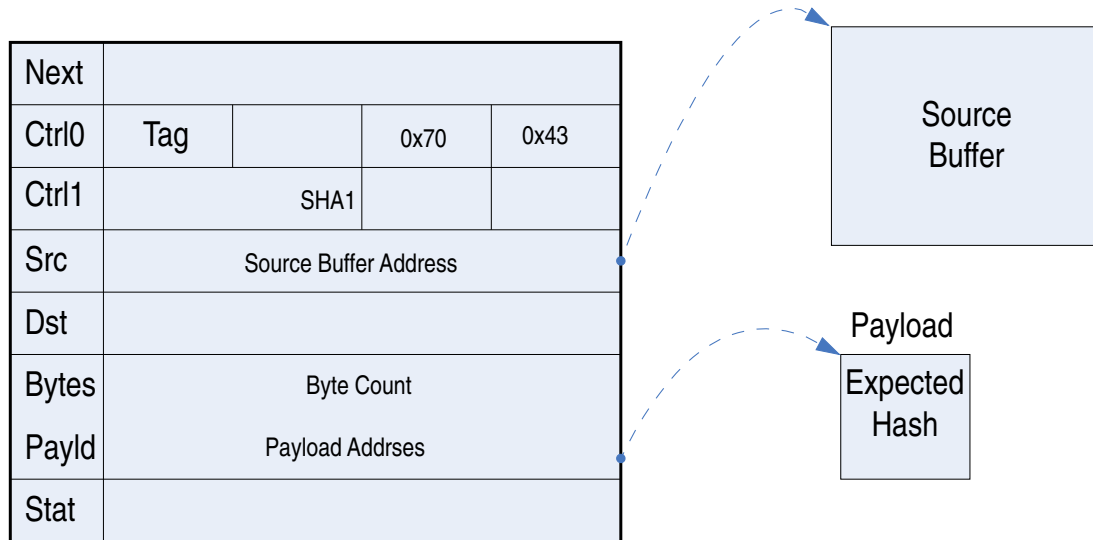 Next
Ctrl0 Tag 0x70 0x43
Ctrl1 SHA1
Src Source Buffer Address
Dst
Bytes Byte Count
Payld Payload Addrses
Stat
Source
Buffer
Payload
Expected
Hash